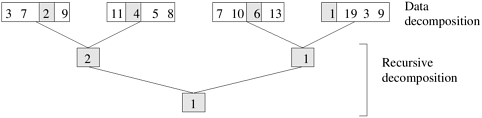 3 7 2 9 11 4 5 8 7 10 6 13 1 19 3 9 Data
decomposition
2 1
Recursive
decomposition
1